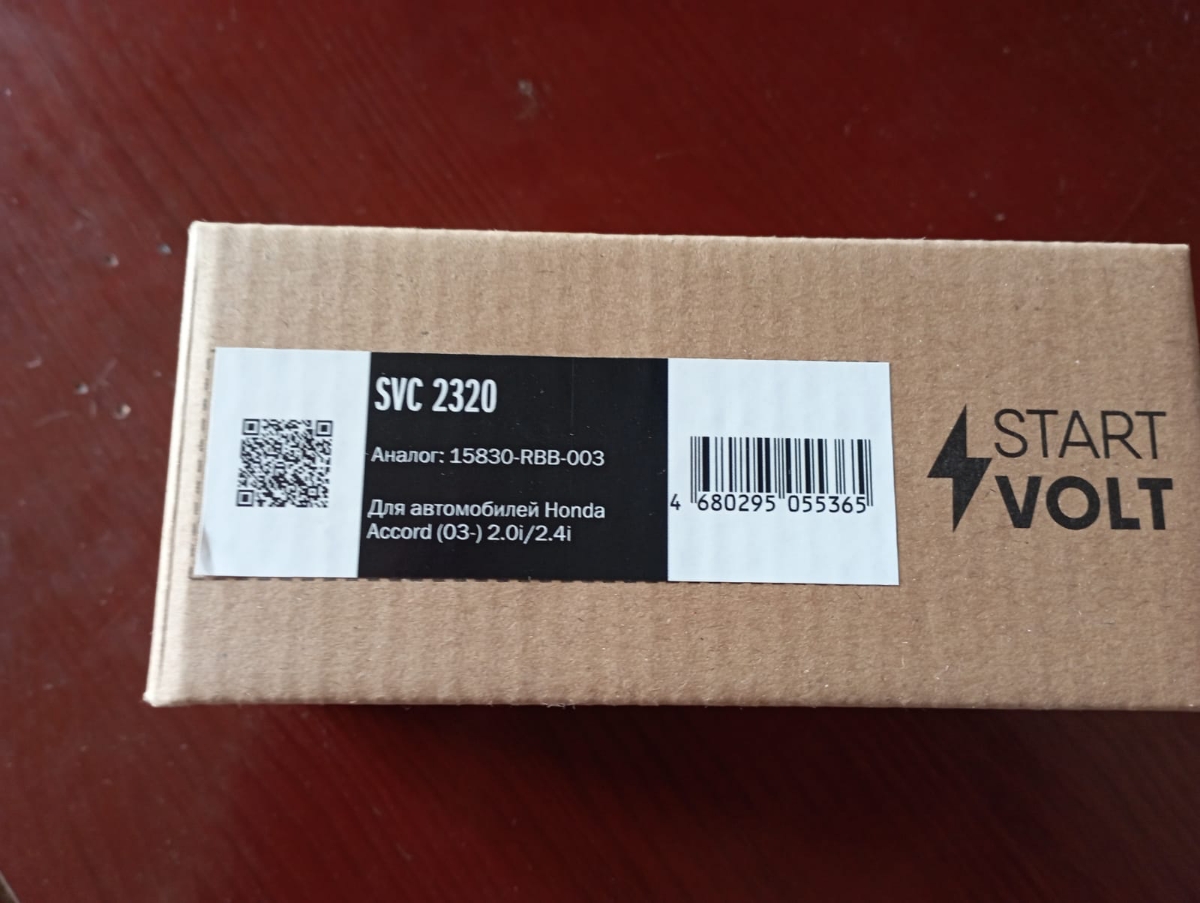 SVC 2320
Аналог: 15830-RBB-003
Для автомобилей Honda
Accord (03-) 2.0i/2.4i
4 680295 055365
START
VOLT